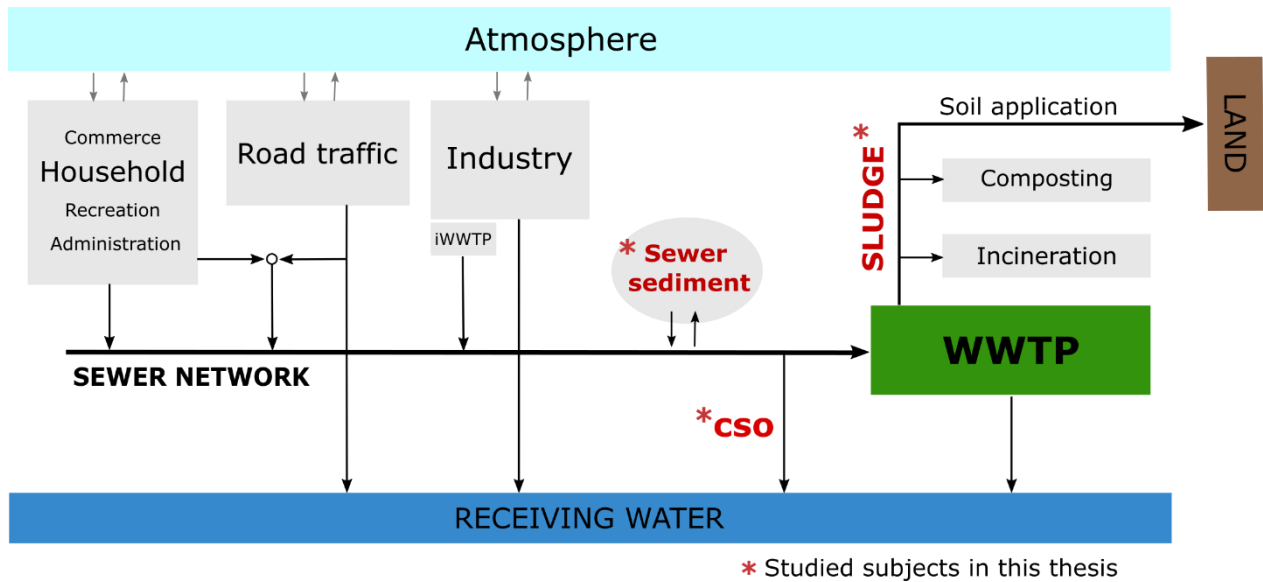 Atmosphere
Commerce
Household
Recreation
Administration
Road traffic
Industry
iWWTP
* Sewer
sediment
SLUDGE *
Soil application
Composting
Incineration
LAND
WWTP
SEWER NETWORK
*CSO
RECEIVING WATER
* Studied subjects in this thesis